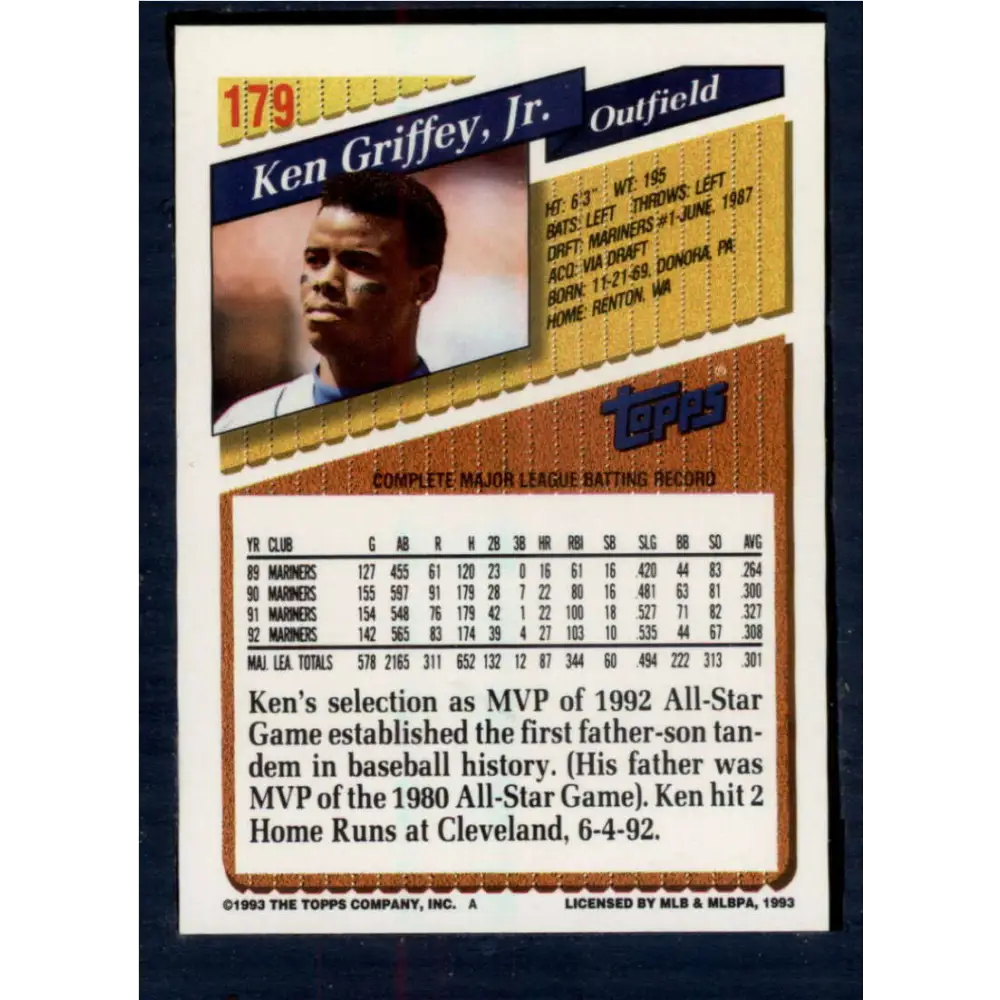 179
Ken Griffey, Jr.
Outfield
HT: 6'3" WT: 195
BATS: LEFT THROWS: LEFT
DRFT: MARINERS #1-JUNE, 1987
ACQ: VIA DRAFT
BORN: 11-21-69, DONORA, PA
HOME: RENTON, WA
Topps®
COMPLETE MAJOR LEAGUE BATTING RECORD
YR CLUB G AB R H 2B 3B HR RBI SB SLG BB SO AVG
89 MARINERS 127 455 61 120 23 0 16 61 16 .420 44 83 .264
90 MARINERS 155 597 91 179 28 7 22 80 16 .481 63 81 .300
91 MARINERS 154 548 76 179 42 1 22 100 18 .527 71 82 .327
92 MARINERS 142 565 83 174 39 4 27 103 10 .535 44 67 .308
MAJ. LEA. TOTALS 578 2165 311 652 132 12 87 344 60 .494 222 313 .301
Ken's selection as MVP of 1992 All-Star
Game established the first father-son tan-
dem in baseball history. (His father was
MVP of the 1980 All-Star Game). Ken hit 2
Home Runs at Cleveland, 6-4-92.
©1993 THE TOPPS COMPANY, INC. A
LICENSED BY MLB & MLBPA, 1993